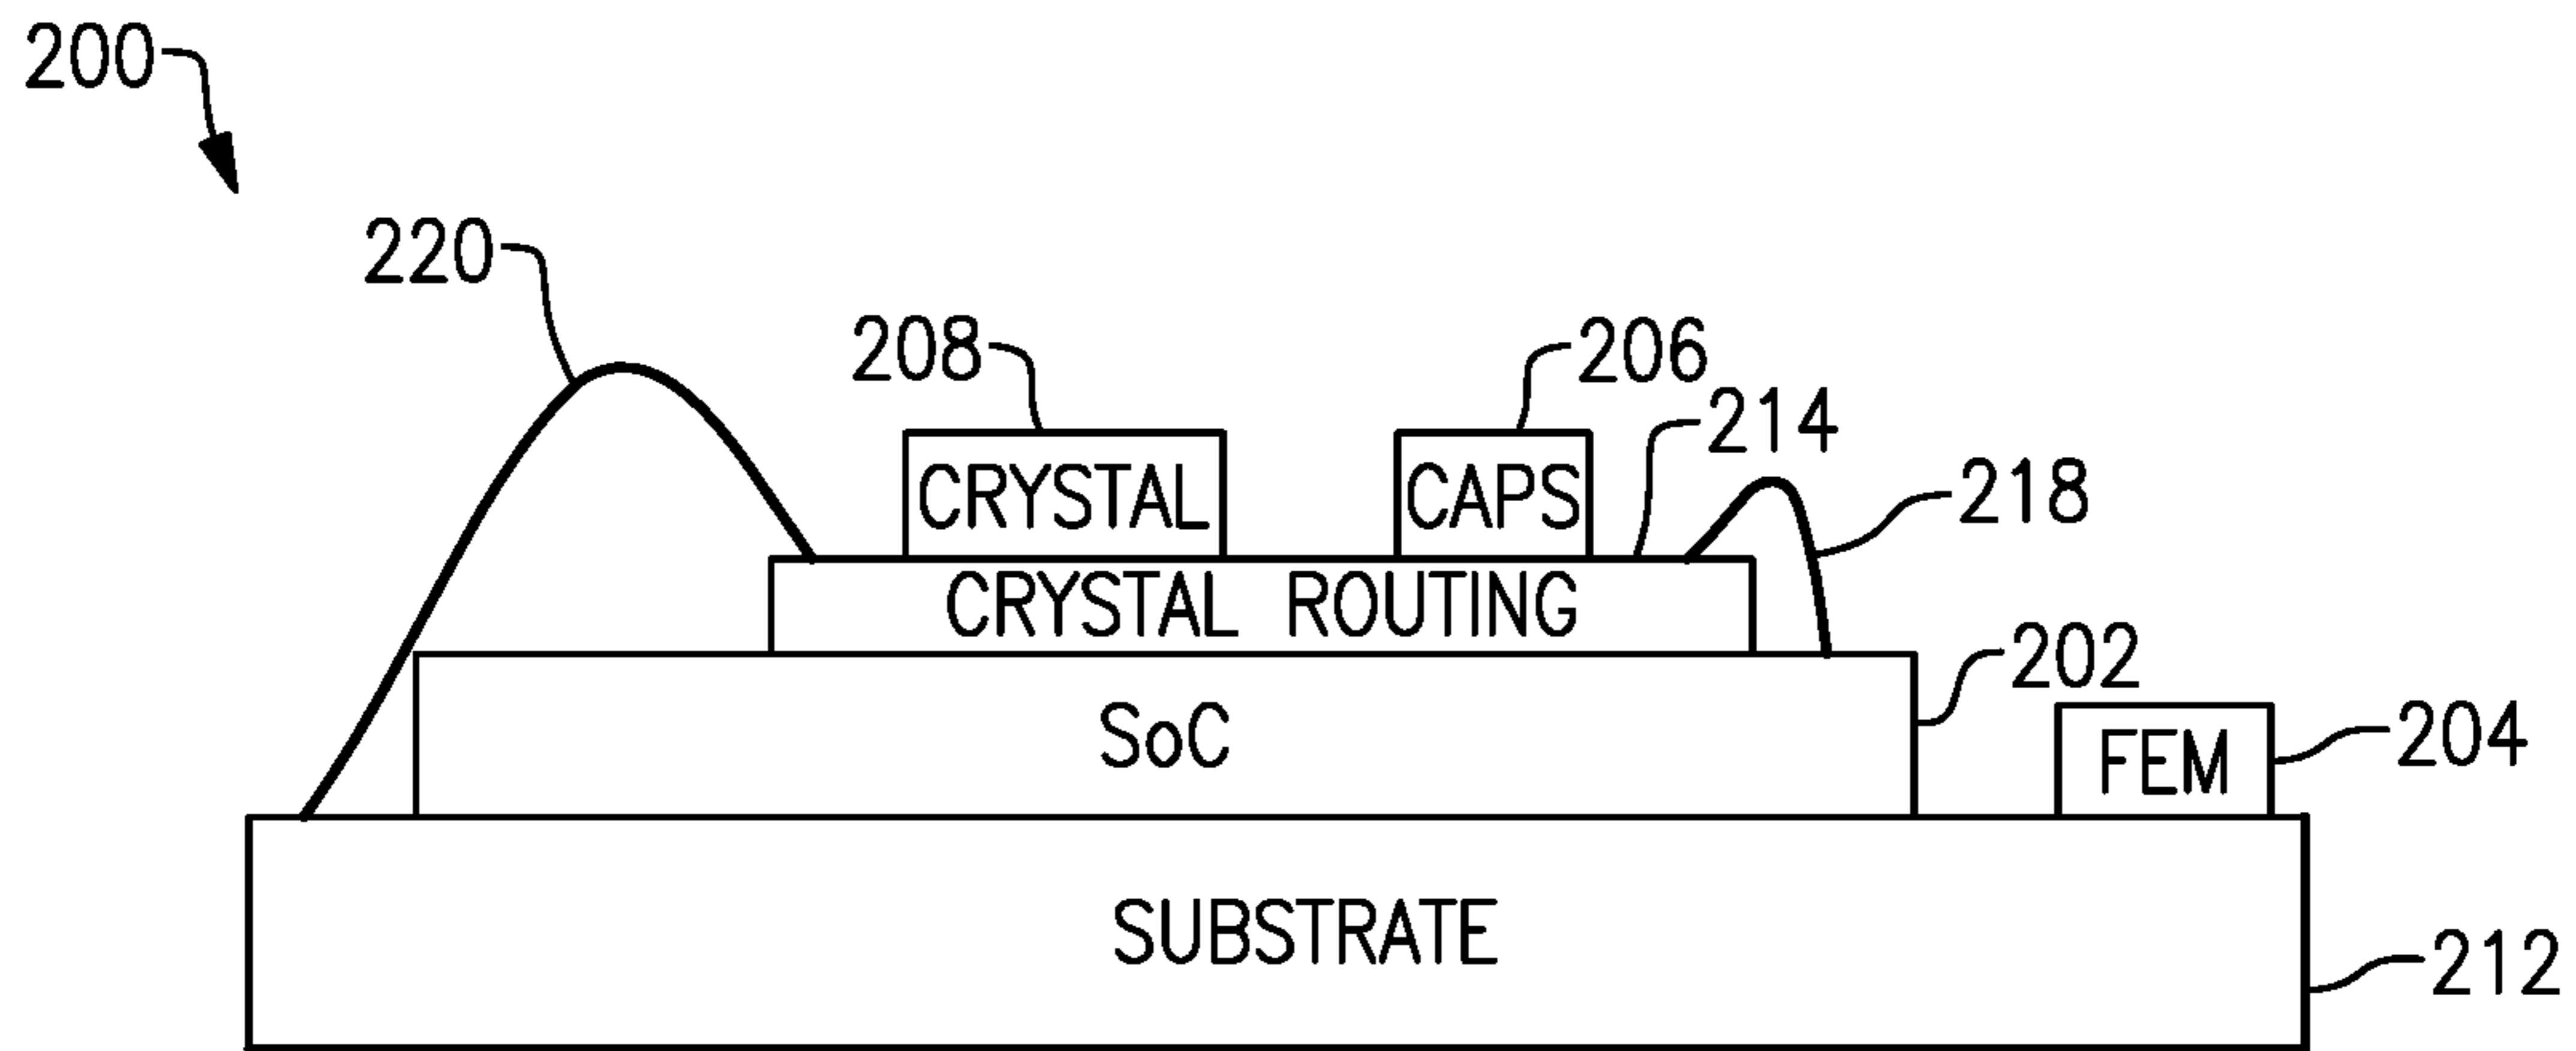 200
220
208
206
214
218
CRYSTAL
CAPS
CRYSTAL ROUTING
202
SoC
FEM
204
SUBSTRATE
212